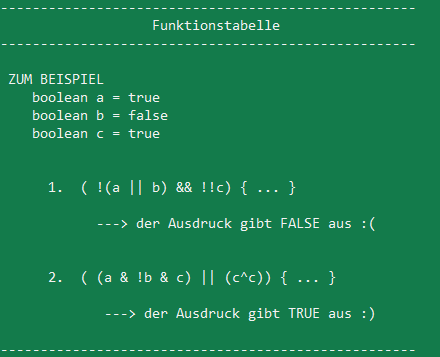 ----------------------------------------------------
Funktionstabelle
----------------------------------------------------
ZUM BEISPIEL
boolean a = true
boolean b = false
boolean c = true
1. ( !(a || b) && !!c) { ... }
---> der Ausdruck gibt FALSE aus :(
2. ( (a & !b & c) || (c^c)) { ... }
---> der Ausdruck gibt TRUE aus :)
----------------------------------------------------